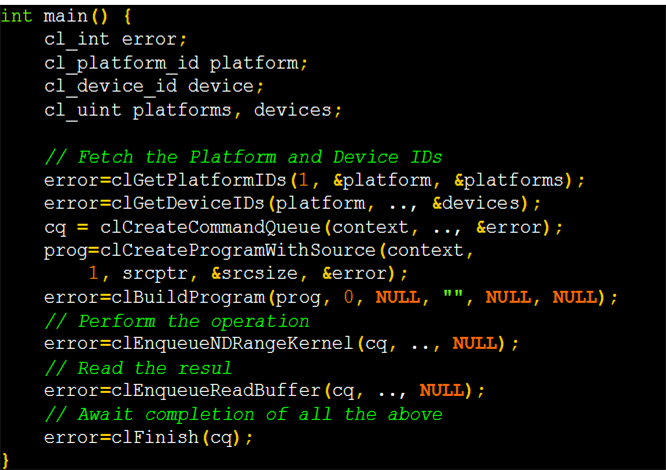 int main() {
    cl_int error;
    cl_platform_id platform;
    cl_device_id device;
    cl_uint platforms, devices;

    // Fetch the Platform and Device IDs
    error=clGetPlatformIDs(1, &platform, &platforms);
    error=clGetDeviceIDs(platform, .., &devices);
    cq = clCreateCommandQueue(context, .., &error);
    prog=clCreateProgramWithSource(context,
        1, srcptr, &srcsize, &error);
    error=clBuildProgram(prog, 0, NULL, "", NULL, NULL);
    // Perform the operation
    error=clEnqueueNDRangeKernel(cq, .., NULL);
    // Read the resul
    error=clEnqueueReadBuffer(cq, .., NULL);
    // Await completion of all the above
    error=clFinish(cq);
}